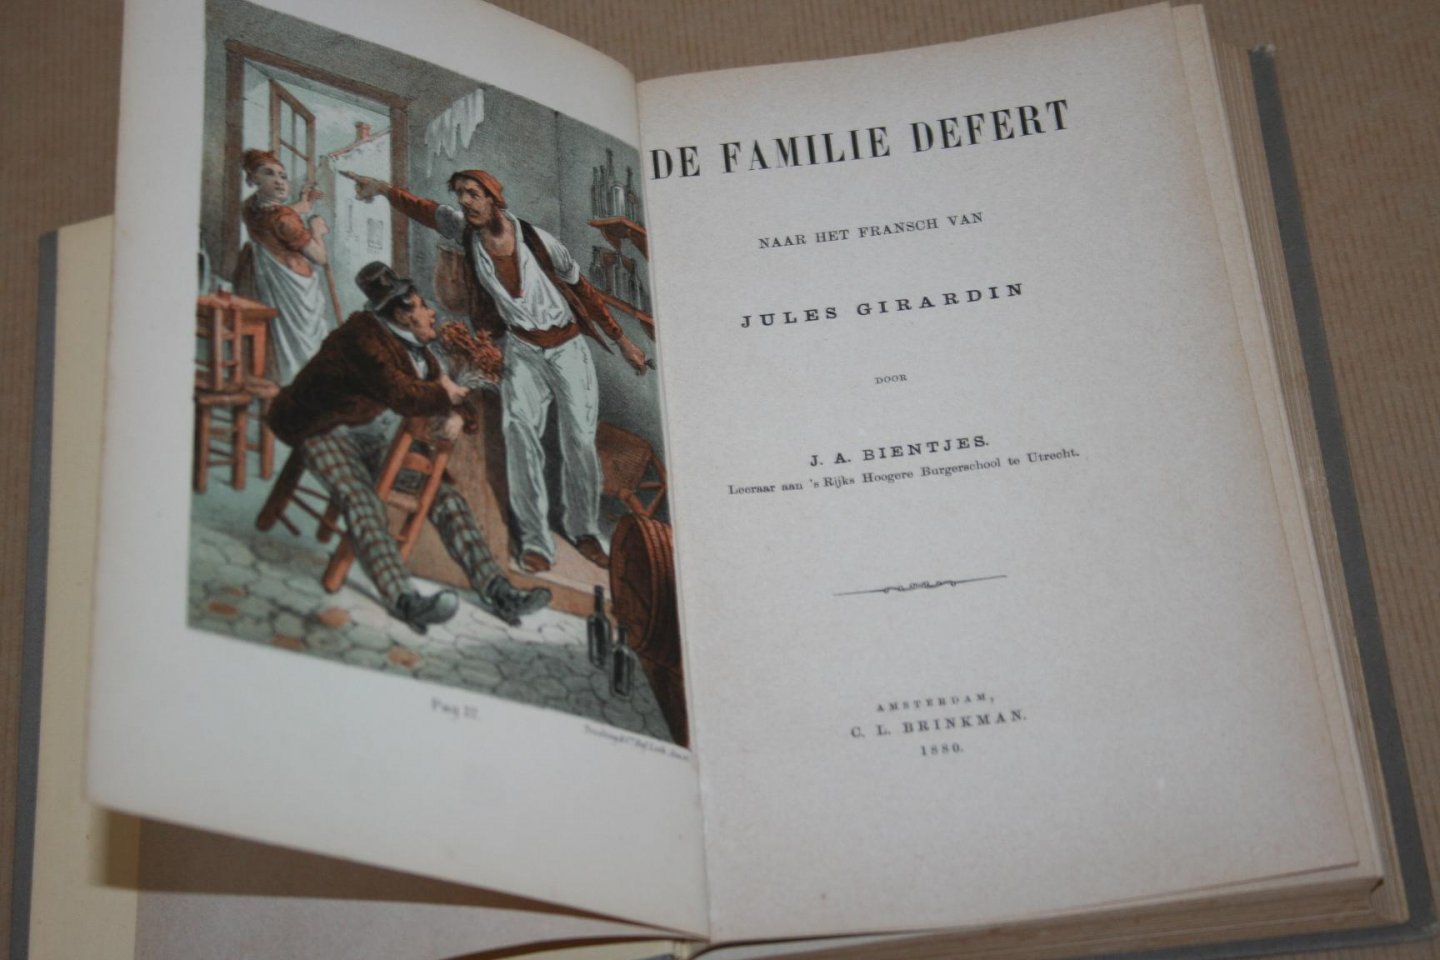 DE FAMILIE DEFERT
NAAR HET FRANSCH VAN
JULES GIRARDIN
DOOR
J. A. BIENTJES.
Leeraar aan 's Rijks Hoogere Burgerschool te Utrecht.
AMSTERDAM,
C. L. BRINKMAN.
1880.
Pag